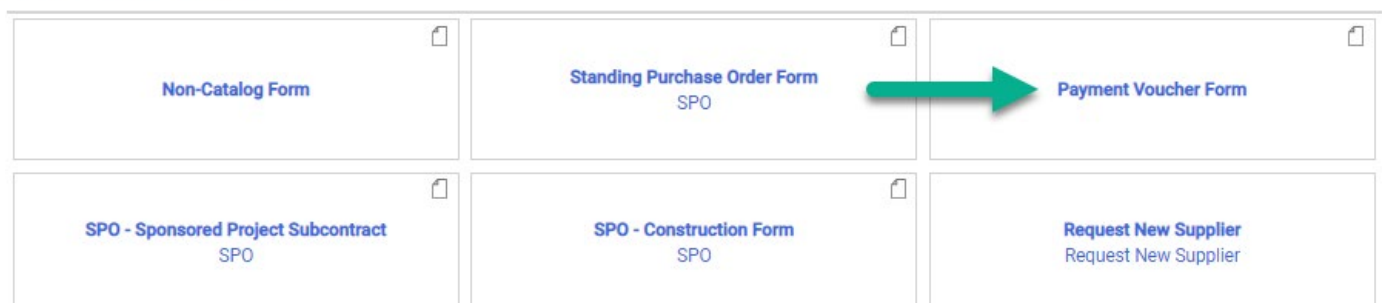 Non-Catalog Form
Standing Purchase Order Form
SPO
Payment Voucher Form
SPO - Sponsored Project Subcontract
SPO
SPO - Construction Form
SPO
Request New Supplier
Request New Supplier